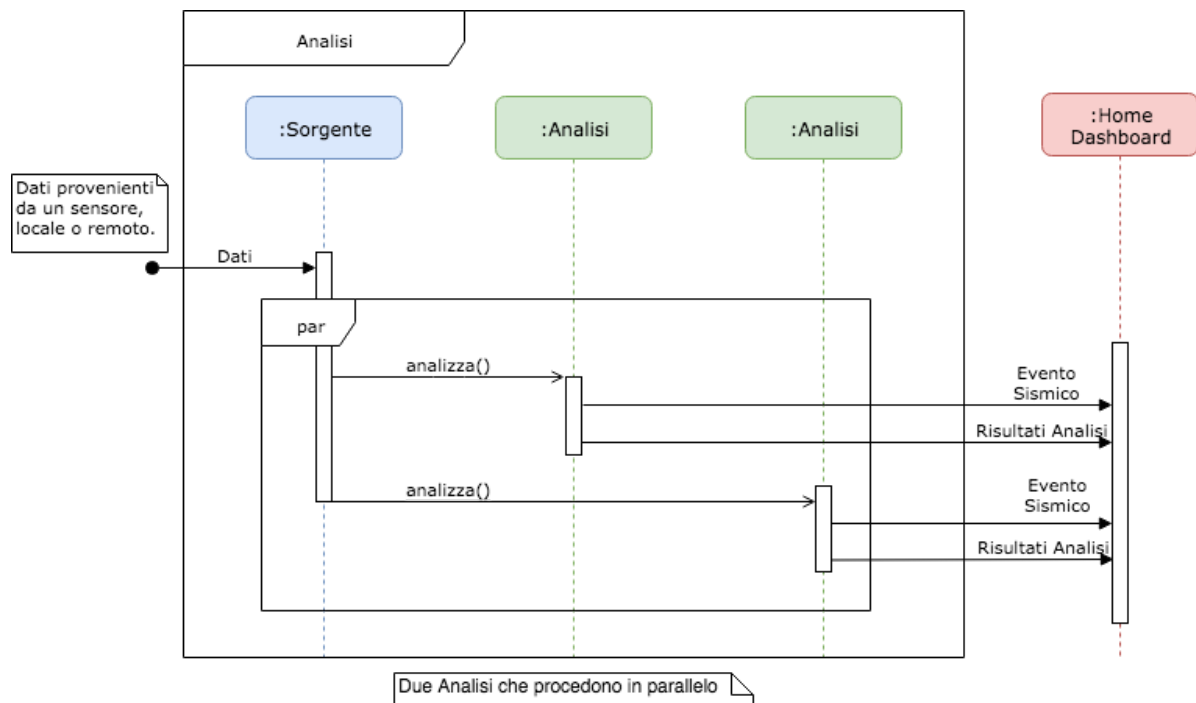 Analisi
:Sorgente
:Analisi
:Analisi
:Home
Dashboard
Dati provenienti
da un sensore,
locale o remoto.
Dati
par
analizza()
Evento
Sismico
Risultati Analisi
analizza()
Evento
Sismico
Risultati Analisi
Due Analisi che procedono in parallelo